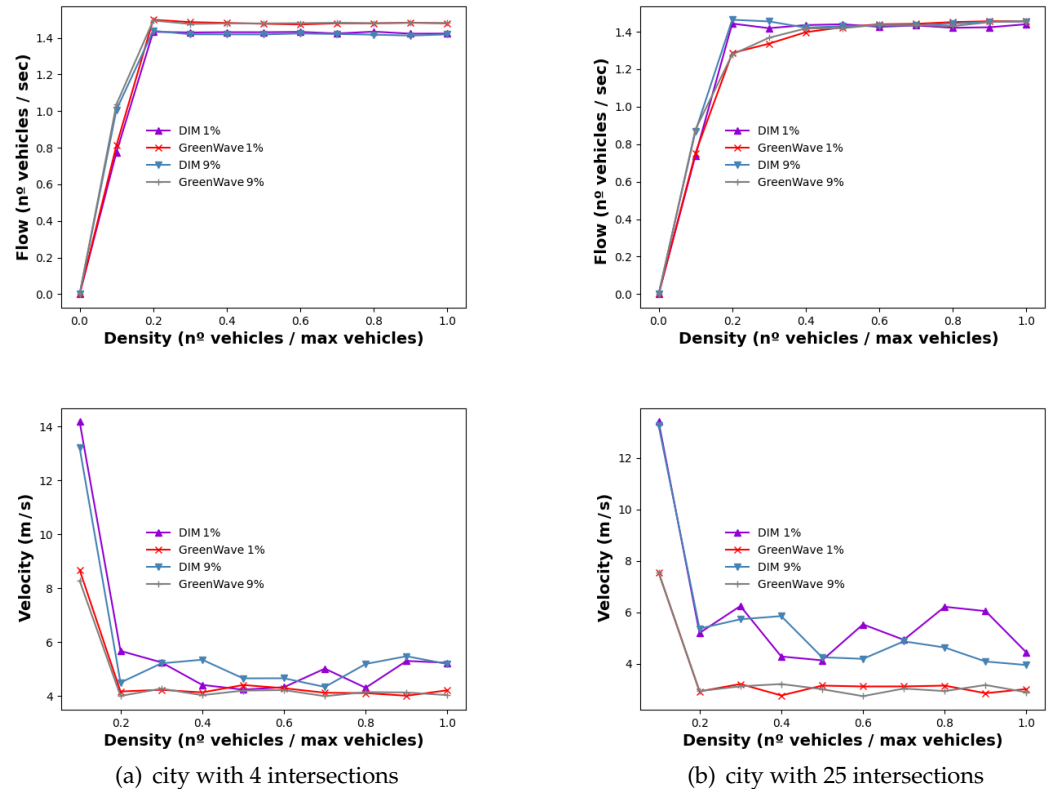 Flow (nº vehicles / sec)
1.4
1.2
1.0
0.8
0.6
0.4
0.2
0.0
DIM 1%
GreenWave 1%
DIM 9%
GreenWave 9%
0.0 0.2 0.4 0.6 0.8 1.0
Density (nº vehicles / max vehicles)
Flow (nº vehicles / sec)
1.4
1.2
1.0
0.8
0.6
0.4
0.2
0.0
DIM 1%
GreenWave 1%
DIM 9%
GreenWave 9%
0.0 0.2 0.4 0.6 0.8 1.0
Density (nº vehicles / max vehicles)
Velocity (m/s)
14
12
10
8
6
4
DIM 1%
GreenWave 1%
DIM 9%
GreenWave 9%
0.2 0.4 0.6 0.8 1.0
Density (nº vehicles / max vehicles)
(a) city with 4 intersections
Velocity (m/s)
12
10
8
6
4
DIM 1%
GreenWave 1%
DIM 9%
GreenWave 9%
0.2 0.4 0.6 0.8 1.0
Density (nº vehicles / max vehicles)
(b) city with 25 intersections